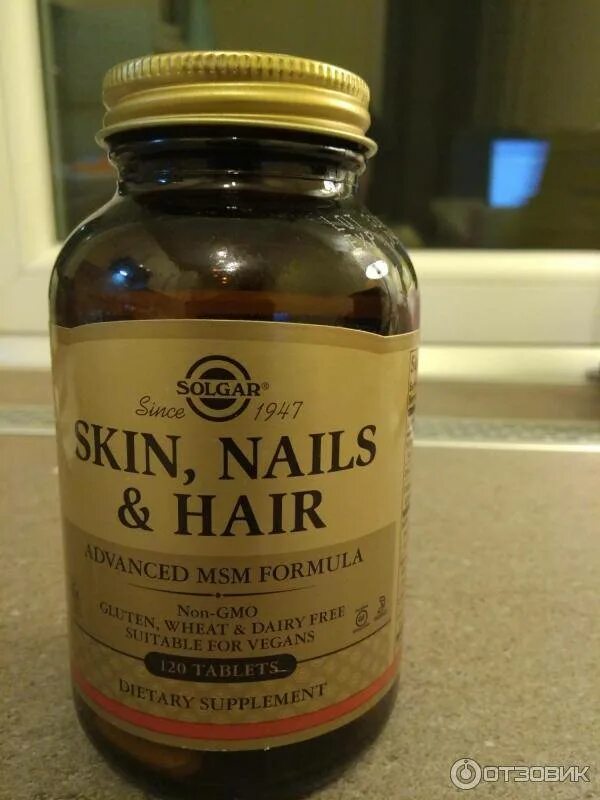 SOLGAR®
Since 1947
SKIN, NAILS
& HAIR
ADVANCED MSM FORMULA
Non-GMO
GLUTEN, WHEAT & DAIRY FREE
SUITABLE FOR VEGANS
120 TABLETS
DIETARY SUPPLEMENT
ОТЗОВИК